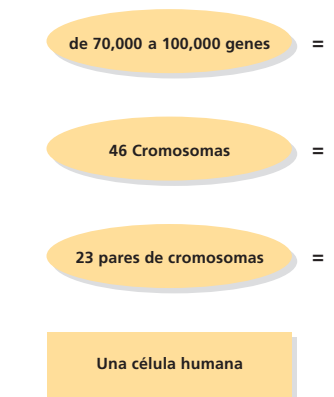 de 70,000 a 100,000 genes =
46 Cromosomas =
23 pares de cromosomas =
Una célula humana